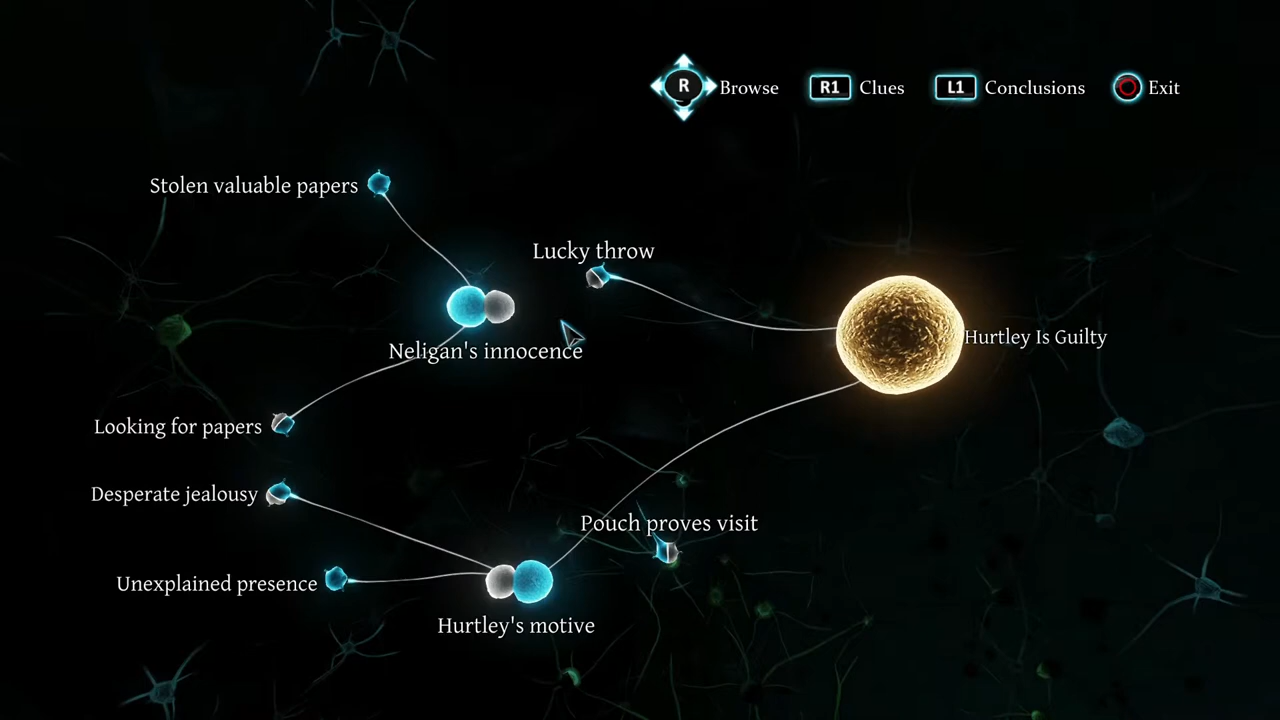 R Browse R1 Clues L1 Conclusions Exit
Stolen valuable papers
Lucky throw
Hurtley Is Guilty
Neligan's innocence
Looking for papers
Desperate jealousy
Pouch proves visit
Unexplained presence
Hurtley's motive